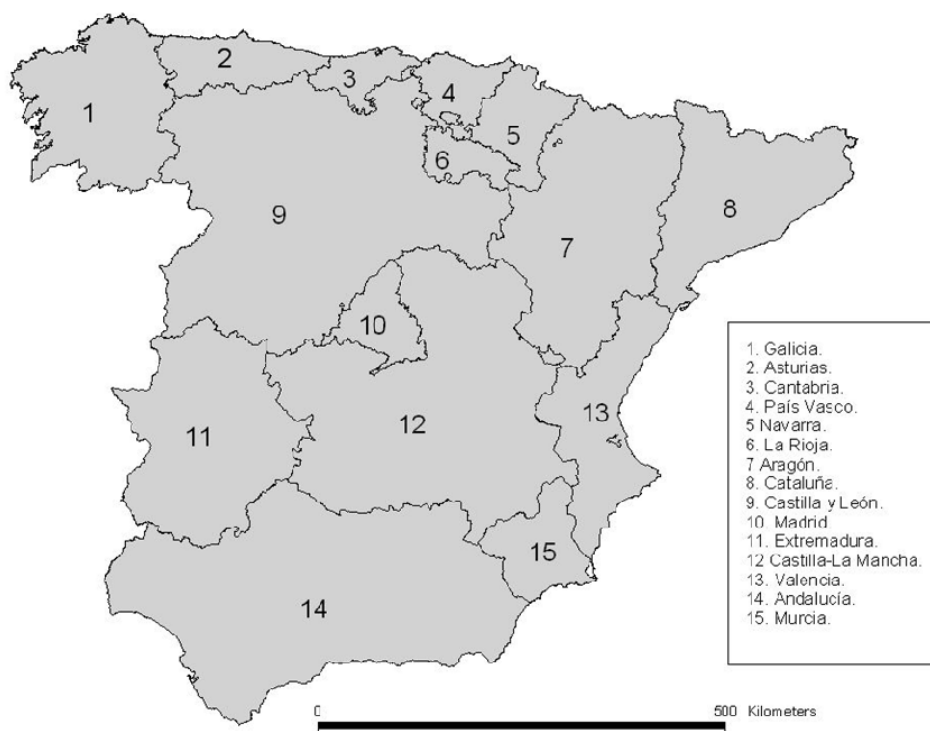 2
3
4
1
5
6
9
8
7
10
13
12
11
15
14
1. Galicia.
2. Asturias.
3. Cantabria.
4. País Vasco.
5 Navarra.
6. La Rioja.
7 Aragón.
8. Cataluña.
9. Castilla y León.
10. Madrid
11. Extremadura.
12 Castilla-La Mancha.
13. Valencia.
14. Andalucía.
15. Murcia.
0 500 Kilometers